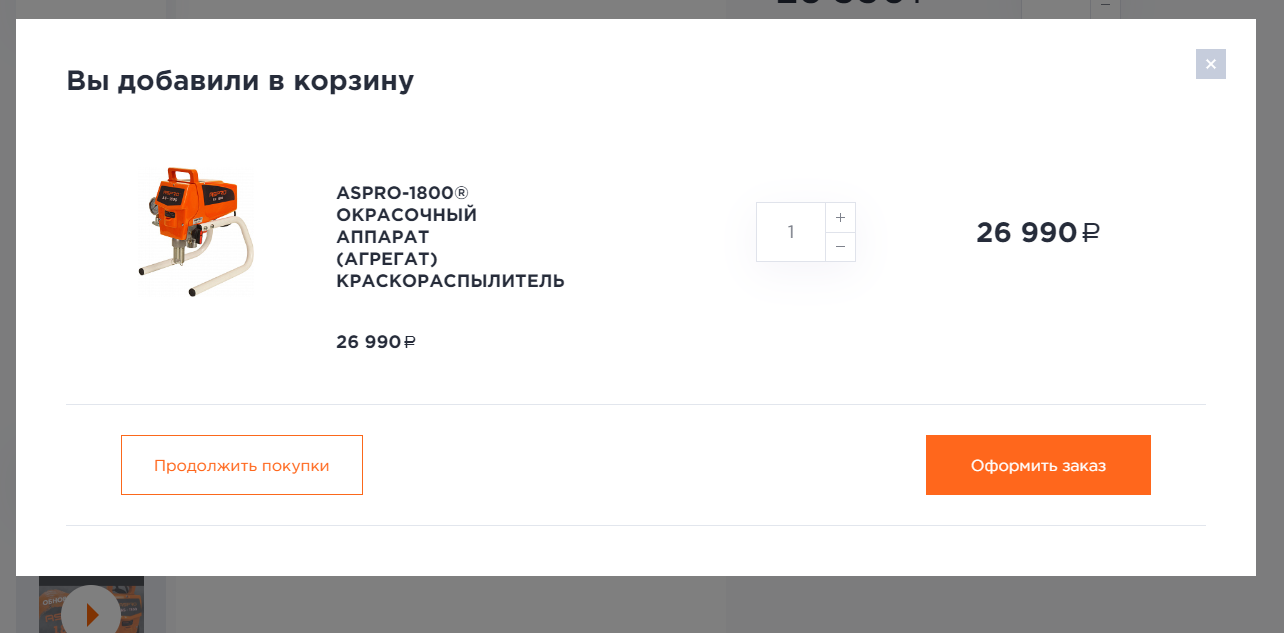 Вы добавили в корзину
×
ASPRO-1800®
ОКРАСОЧНЫЙ
АППАРАТ
(АГРЕГАТ)
КРАСКОРАСПЫЛИТЕЛЬ
1
+
−
26 990 ₽
26 990 ₽
Продолжить покупки
Оформить заказ